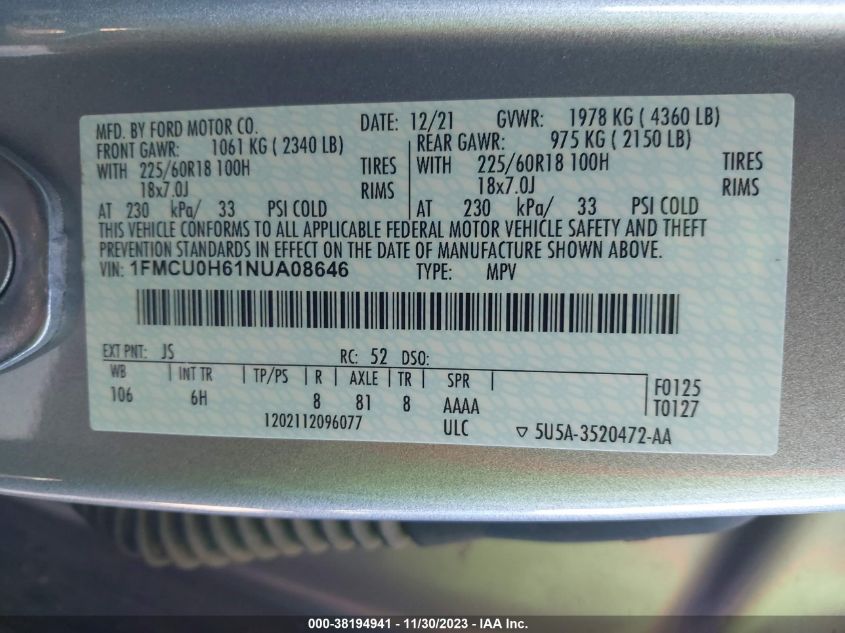 MFD. BY FORD MOTOR CO. DATE: 12/21 GVWR: 1978 KG ( 4360 LB)
FRONT GAWR: 1061 KG ( 2340 LB) REAR GAWR: 975 KG ( 2150 LB)
WITH 225/60R18 100H TIRES WITH 225/60R18 100H TIRES
18x7.0J RIMS 18x7.0J RIMS
AT 230 kPa/ 33 PSI COLD AT 230 kPa/ 33 PSI COLD
THIS VEHICLE CONFORMS TO ALL APPLICABLE FEDERAL MOTOR VEHICLE SAFETY AND THEFT
PREVENTION STANDARDS IN EFFECT ON THE DATE OF MANUFACTURE SHOWN ABOVE.
VIN: 1FMCU0H61NUA08646 TYPE: MPV
EXT PNT: JS RC: 52 DSO:
WB INT TR TP/PS R AXLE TR SPR F0125
106 6H 8 81 8 AAAA T0127
1202112096077 ULC ▽ 5U5A-3520472-AA
000-38194941 - 11/30/2023 - IAA Inc.